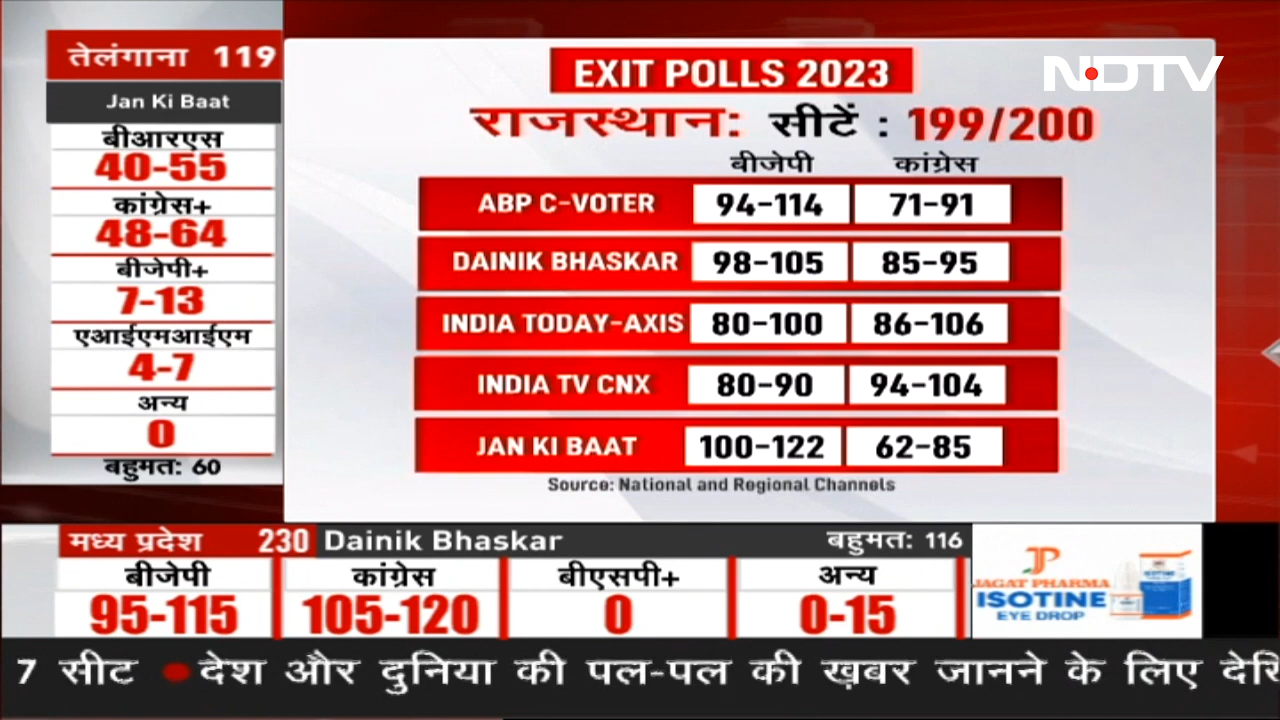 तेलंगाना 119
Jan Ki Baat
बीआरएस
40-55
कांग्रेस+
48-64
बीजेपी+
7-13
एआईएमआईएम
4-7
अन्य
0
बहुमत: 60
EXIT POLLS 2023
NDTV
राजस्थान: सीटें : 199/200
बीजेपी कांग्रेस
ABP C-VOTER 94-114 71-91
DAINIK BHASKAR 98-105 85-95
INDIA TODAY-AXIS 80-100 86-106
INDIA TV CNX 80-90 94-104
JAN KI BAAT 100-122 62-85
Source: National and Regional Channels
मध्य प्रदेश 230 Dainik Bhaskar बहुमत: 116
बीजेपी कांग्रेस बीएसपी+ अन्य
95-115 105-120 0 0-15
JAGAT PHARMA
ISOTINE
EYE DROP
7 सीट • देश और दुनिया की पल-पल की ख़बर जानने के लिए